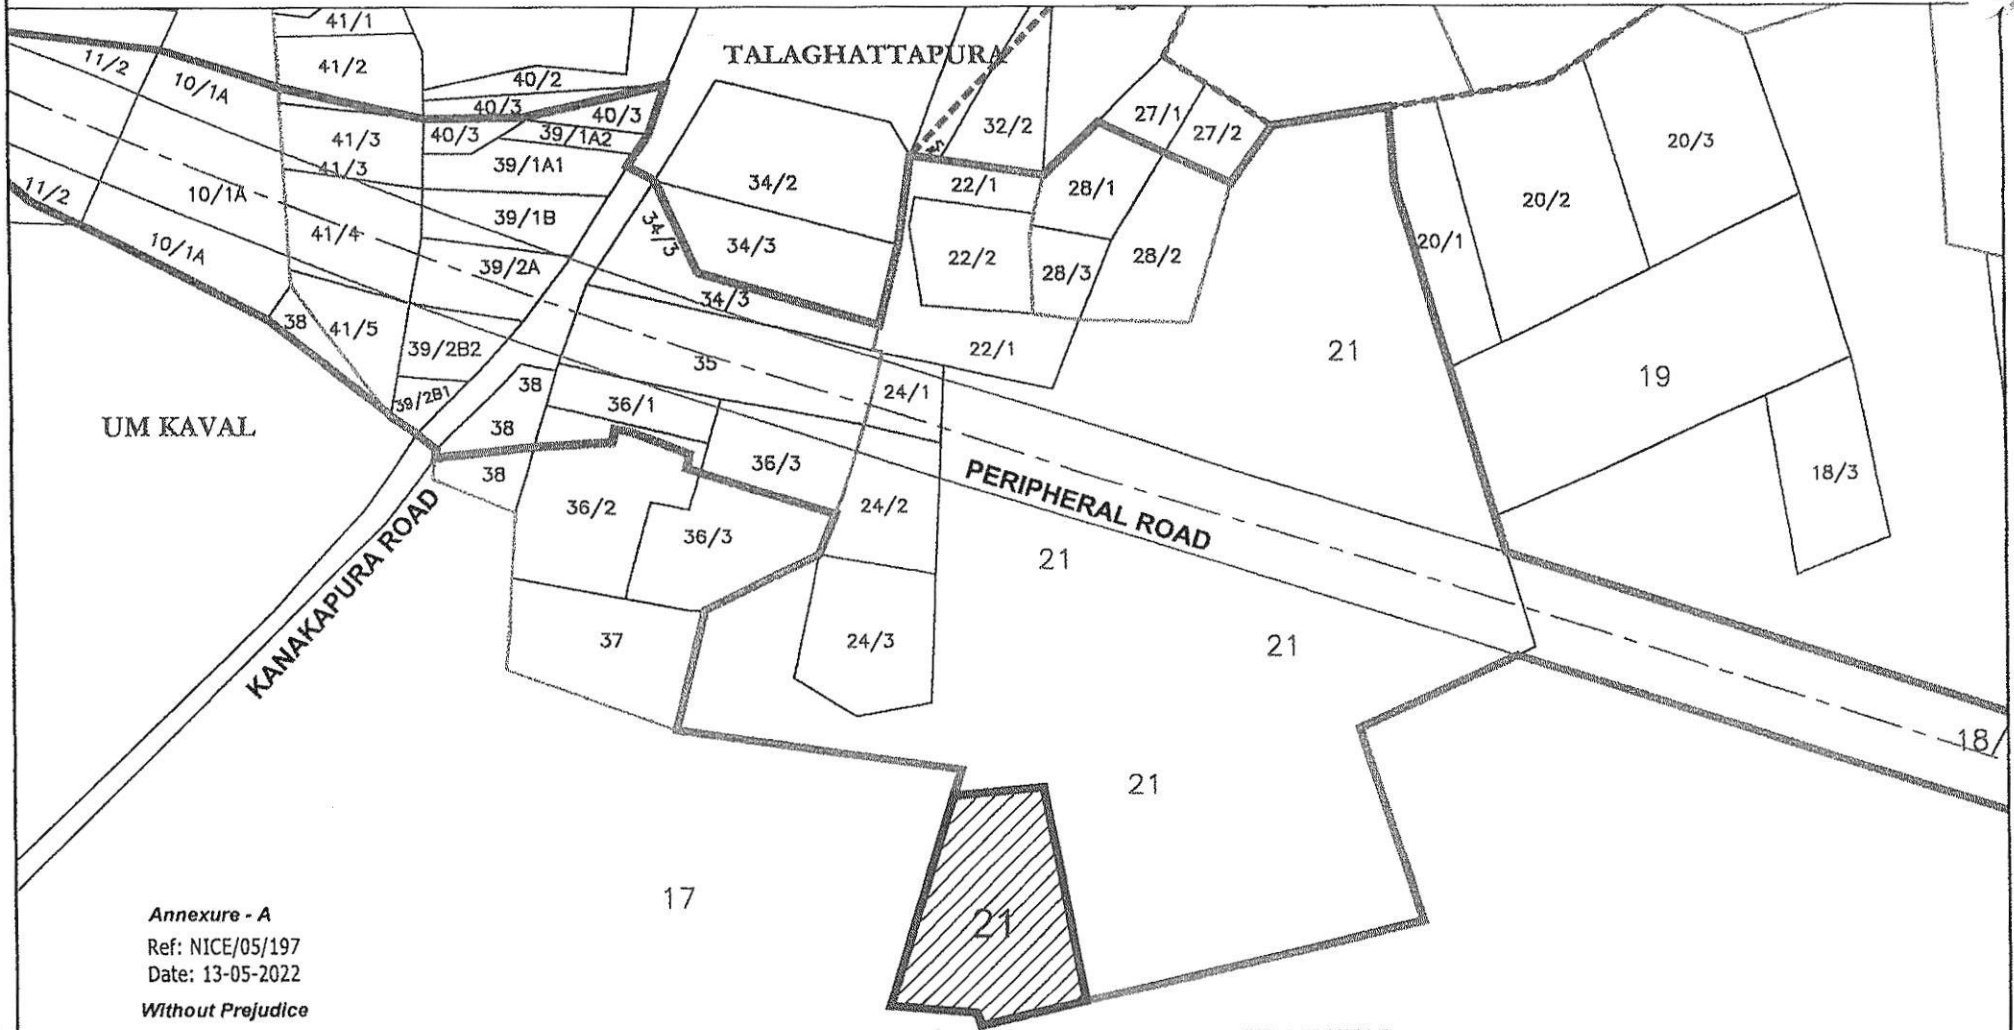 41/1
TALAGHATTAPURA
11/2
10/1A
41/2
40/2
40/3
40/3
40/3
39/1A2
41/3
41/3
39/1A1
32/2
27/1
27/2
20/3
11/2
10/1A
10/1A
41/4
39/1B
39/2A
34/2
34/3
34/3
34/3
22/1
28/1
22/2
28/3
28/2
20/1
20/2
38
41/5
39/2B2
39/2B1
38
38
38
35
36/1
24/1
22/1
21
19
18/3
UM KAVAL
KANAKAPURA ROAD
36/2
36/3
36/3
24/2
PERIPHERAL ROAD
21
37
24/3
21
18/
21
17
21
Annexure - A
Ref: NICE/05/197
Date: 13-05-2022
Without Prejudice